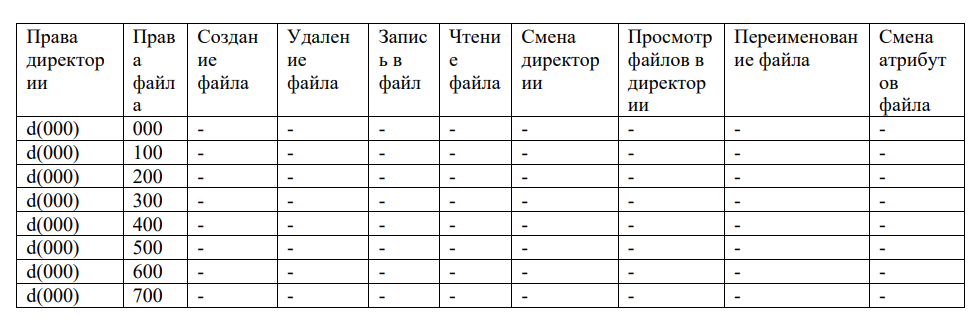 Права директории | Права файла | Создание файла | Удаление файла | Запись в файл | Чтение файла | Смена директории | Просмотр файлов в директории | Переименование файла | Смена атрибутов файла
d(000) | 000 | - | - | - | - | - | - | - | -
d(000) | 100 | - | - | - | - | - | - | - | -
d(000) | 200 | - | - | - | - | - | - | - | -
d(000) | 300 | - | - | - | - | - | - | - | -
d(000) | 400 | - | - | - | - | - | - | - | -
d(000) | 500 | - | - | - | - | - | - | - | -
d(000) | 600 | - | - | - | - | - | - | - | -
d(000) | 700 | - | - | - | - | - | - | - | -